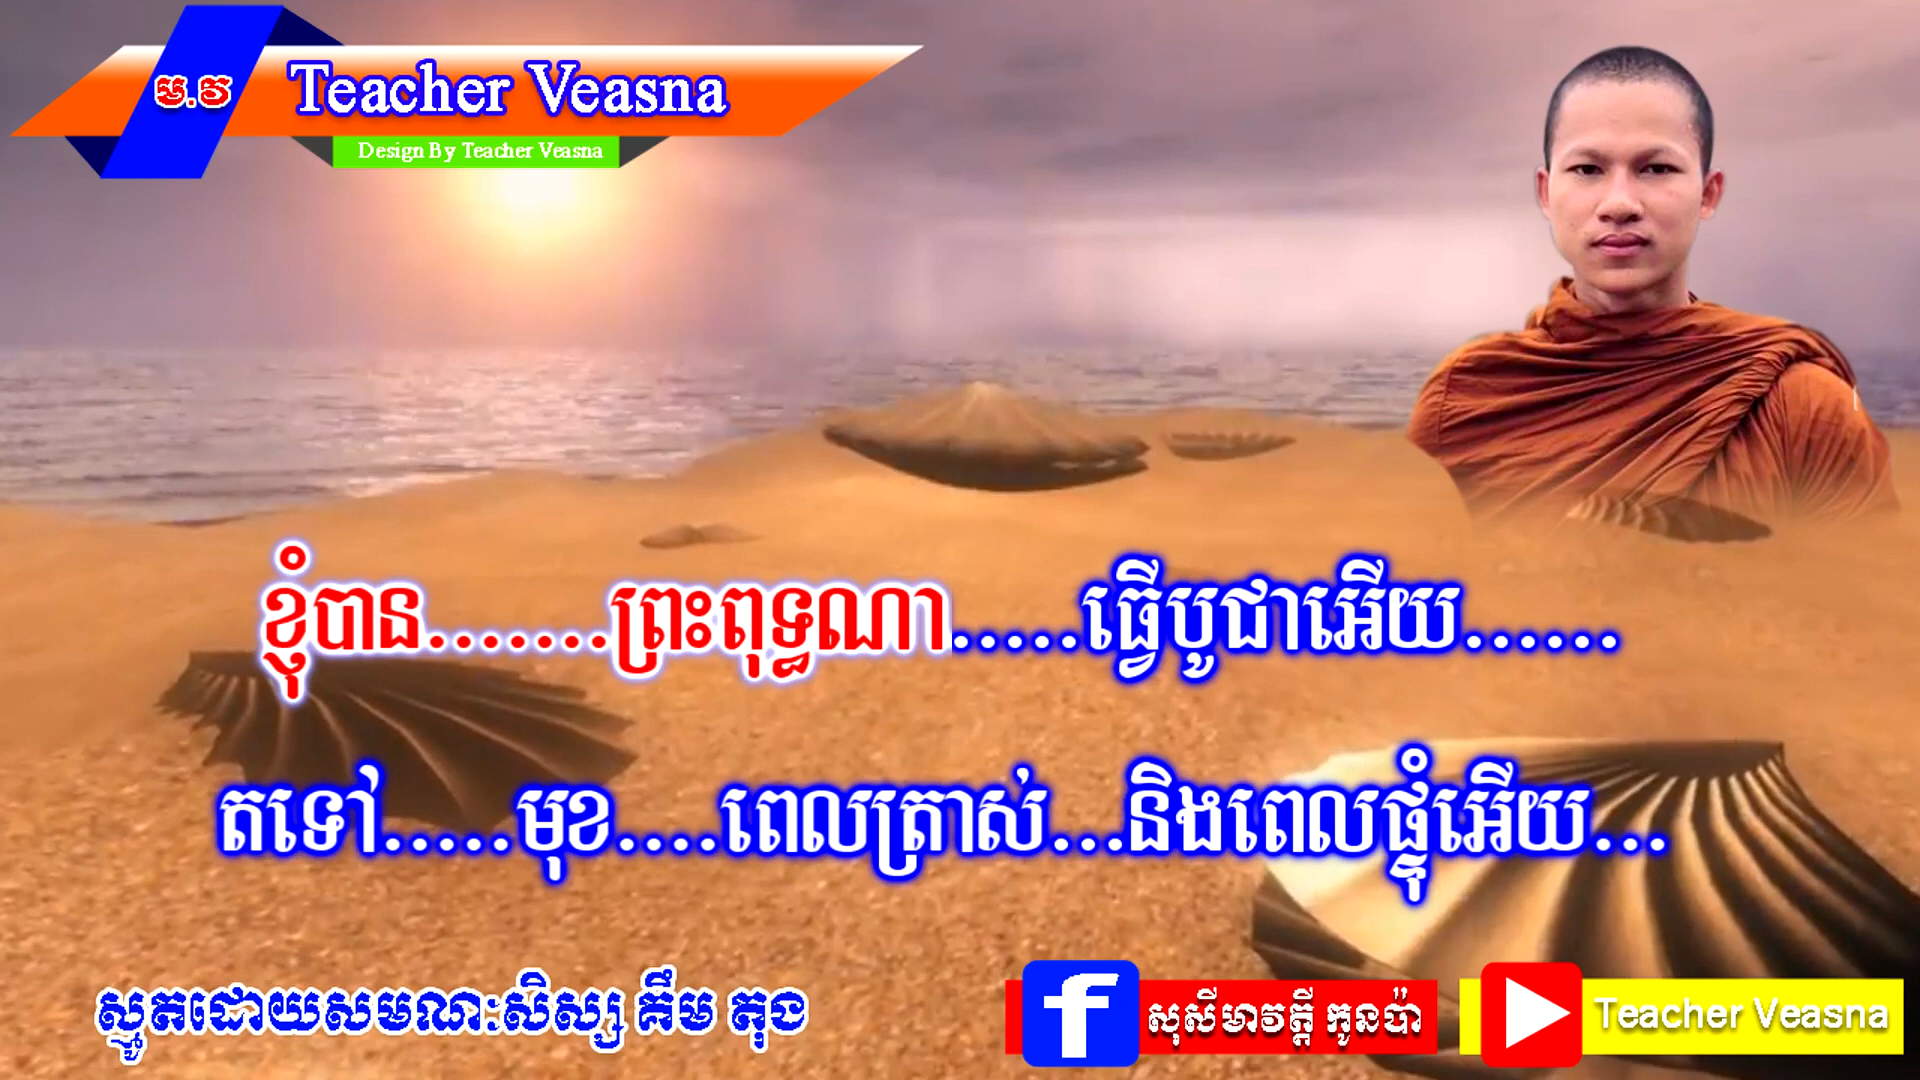 ម.វ
Teacher Veasna
Design By Teacher Veasna
ខ្ញុំបាន.......ព្រះពុទ្ធណា.....ធ្វើបូជាអើយ......
តទៅ.....មុខ....ពេលត្រាស់...និងពេលផ្ទុំអើយ...
ស្មូតដោយសមណៈសិស្ស គឹម តុង
សុសីមាវត្តី កូនប៉ា
Teacher Veasna